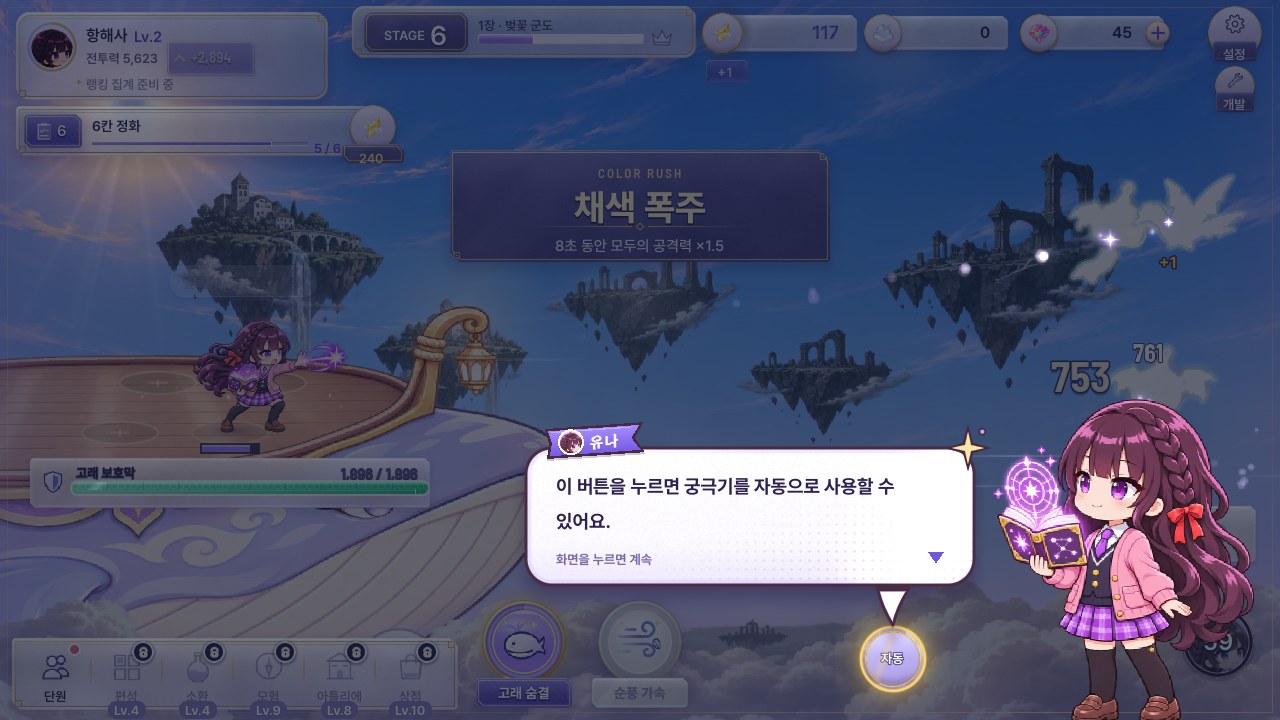 항해사 Lv.2
전투력 5,623
+2,894
랭킹 집계 준비 중
STAGE 6
1장 · 벚꽃 군도
117
+1
0
45
설정
개발
6
6칸 정화
5 / 6
240
COLOR RUSH
채색 폭주
8초 동안 모두의 공격력 ×1.5
+1
761
753
고래 보호막
1,896 / 1,896
유나
이 버튼을 누르면 궁극기를 자동으로 사용할 수
있어요.
화면을 누르면 계속
자동
단원
편성
Lv.4
소환
Lv.4
모험
Lv.9
아틀리에
Lv.8
상점
Lv.10
고래 숨결
순풍 가속